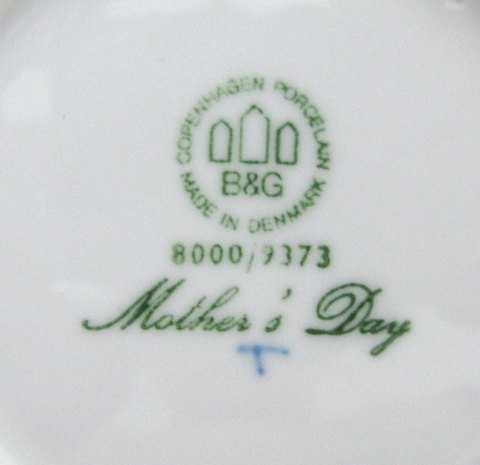 COPENHAGEN PORCELAIN
B&G
MADE IN DENMARK
8000/9373
Mother's Day
T